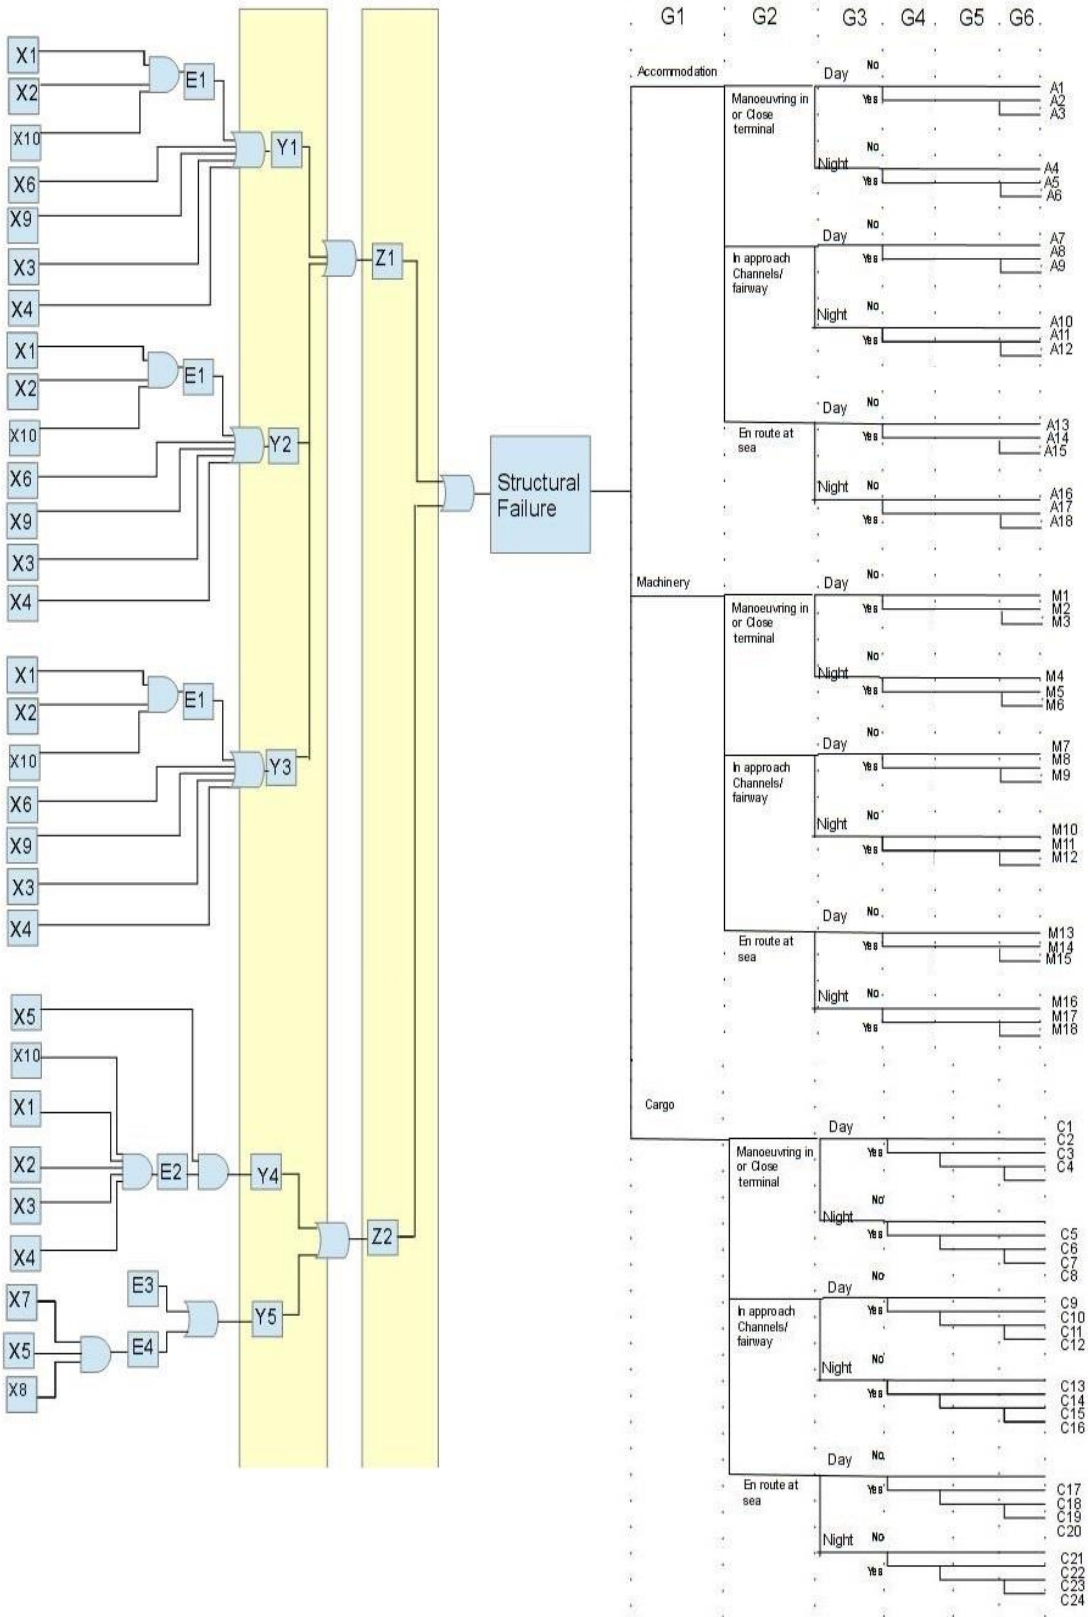 G1 G2 G3 G4 G5 G6
X1
X2
X10
X6
X9
X3
X4
E1
Y1
X1
X2
X10
X6
X9
X3
X4
E1
Y2
X1
X2
X10
X6
X9
X3
X4
E1
Y3
Z1
X5
X10
X1
X2
X3
X4
E2
Y4
X7
X5
X8
E3
E4
Y5
Z2
Structural
Failure
Accommodation
Manoeuvring in
or Close
terminal
Day
No
Yes
A1
A2
A3
Night
No
Yes
A4
A5
A6
In approach
Channels/
fairway
Day
No
Yes
A7
A8
A9
Night
No
Yes
A10
A11
A12
En route at
sea
Day
No
Yes
A13
A14
A15
Night
No
Yes
A16
A17
A18
Machinery
Manoeuvring in
or Close
terminal
Day
No
Yes
M1
M2
M3
Night
No
Yes
M4
M5
M6
In approach
Channels/
fairway
Day
No
Yes
M7
M8
M9
Night
No
Yes
M10
M11
M12
En route at
sea
Day
No
Yes
M13
M14
M15
Night
No
Yes
M16
M17
M18
Cargo
Manoeuvring in
or Close
terminal
Day
Yes
C1
C2
C3
C4
Night
No
Yes
C5
C6
C7
C8
In approach
Channels/
fairway
Day
No
Yes
C9
C10
C11
C12
Night
No
Yes
C13
C14
C15
C16
En route at
sea
Day
No
Yes
C17
C18
C19
C20
Night
No
Yes
C21
C22
C23
C24